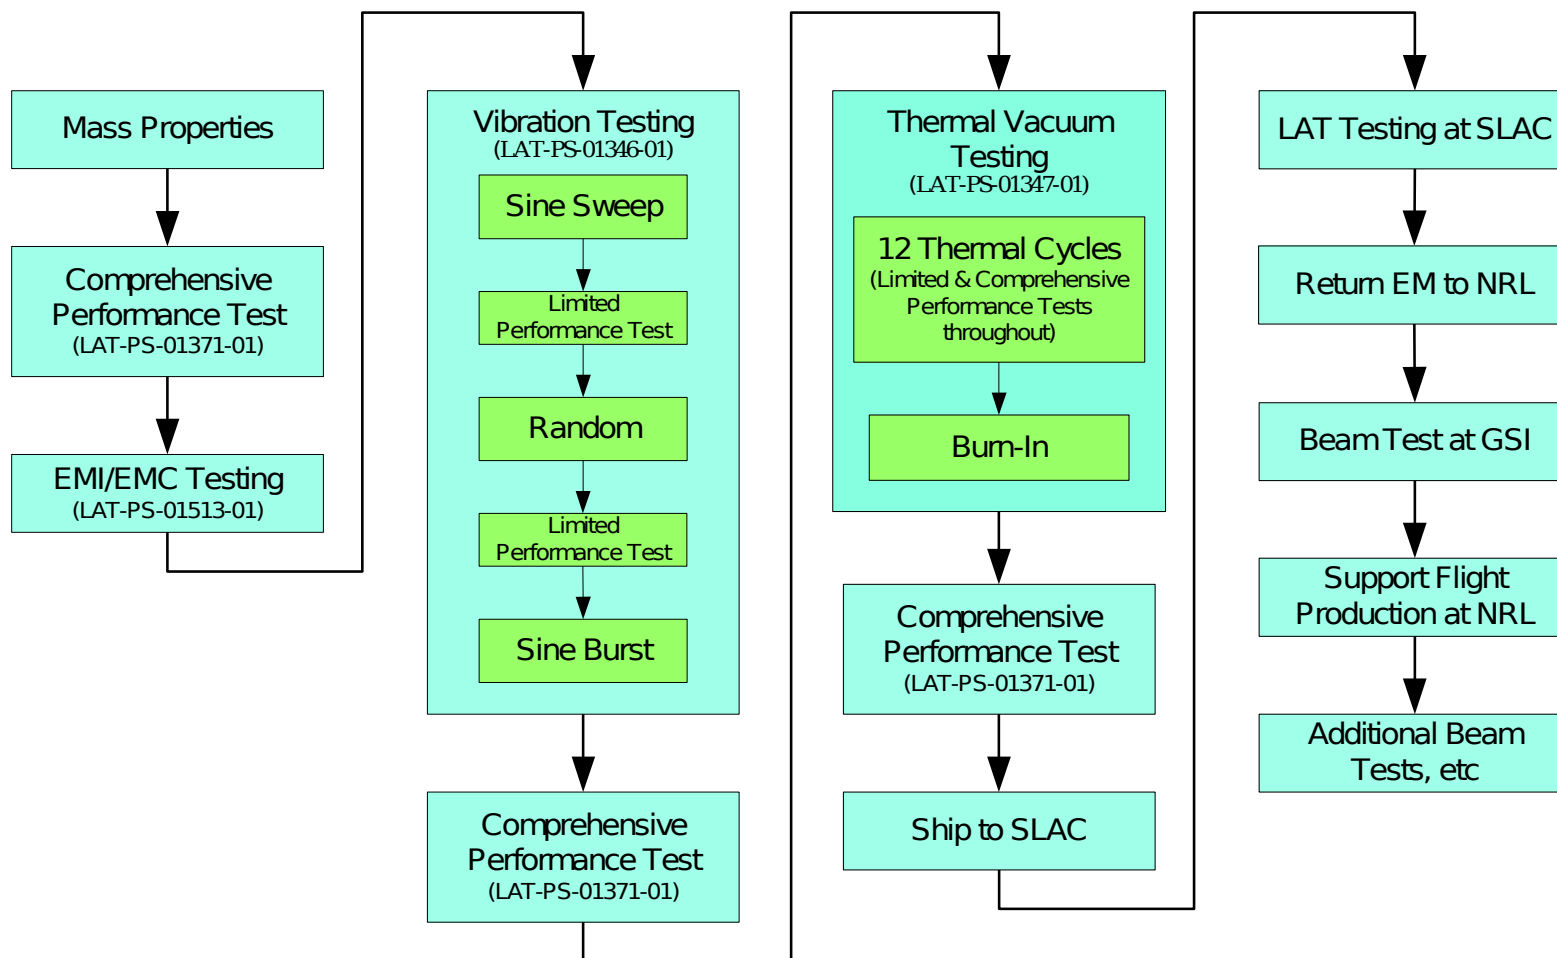 Mass Properties
Comprehensive
Performance Test
(LAT-PS-01371-01)
EMI/EMC Testing
(LAT-PS-01513-01)
Vibration Testing
(LAT-PS-01346-01)
Sine Sweep
Limited
Performance Test
Random
Limited
Performance Test
Sine Burst
Comprehensive
Performance Test
(LAT-PS-01371-01)
Thermal Vacuum
Testing
(LAT-PS-01347-01)
12 Thermal Cycles
(Limited & Comprehensive
Performance Tests
throughout)
Burn-In
Comprehensive
Performance Test
(LAT-PS-01371-01)
Ship to SLAC
LAT Testing at SLAC
Return EM to NRL
Beam Test at GSI
Support Flight
Production at NRL
Additional Beam
Tests, etc